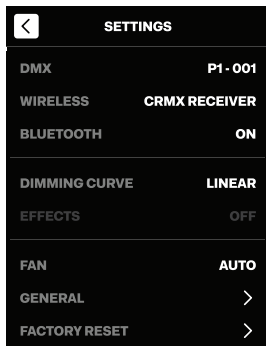 SETTINGS
DMX P1 - 001
WIRELESS CRMX RECEIVER
BLUETOOTH ON
DIMMING CURVE LINEAR
EFFECTS OFF
FAN AUTO
GENERAL
FACTORY RESET